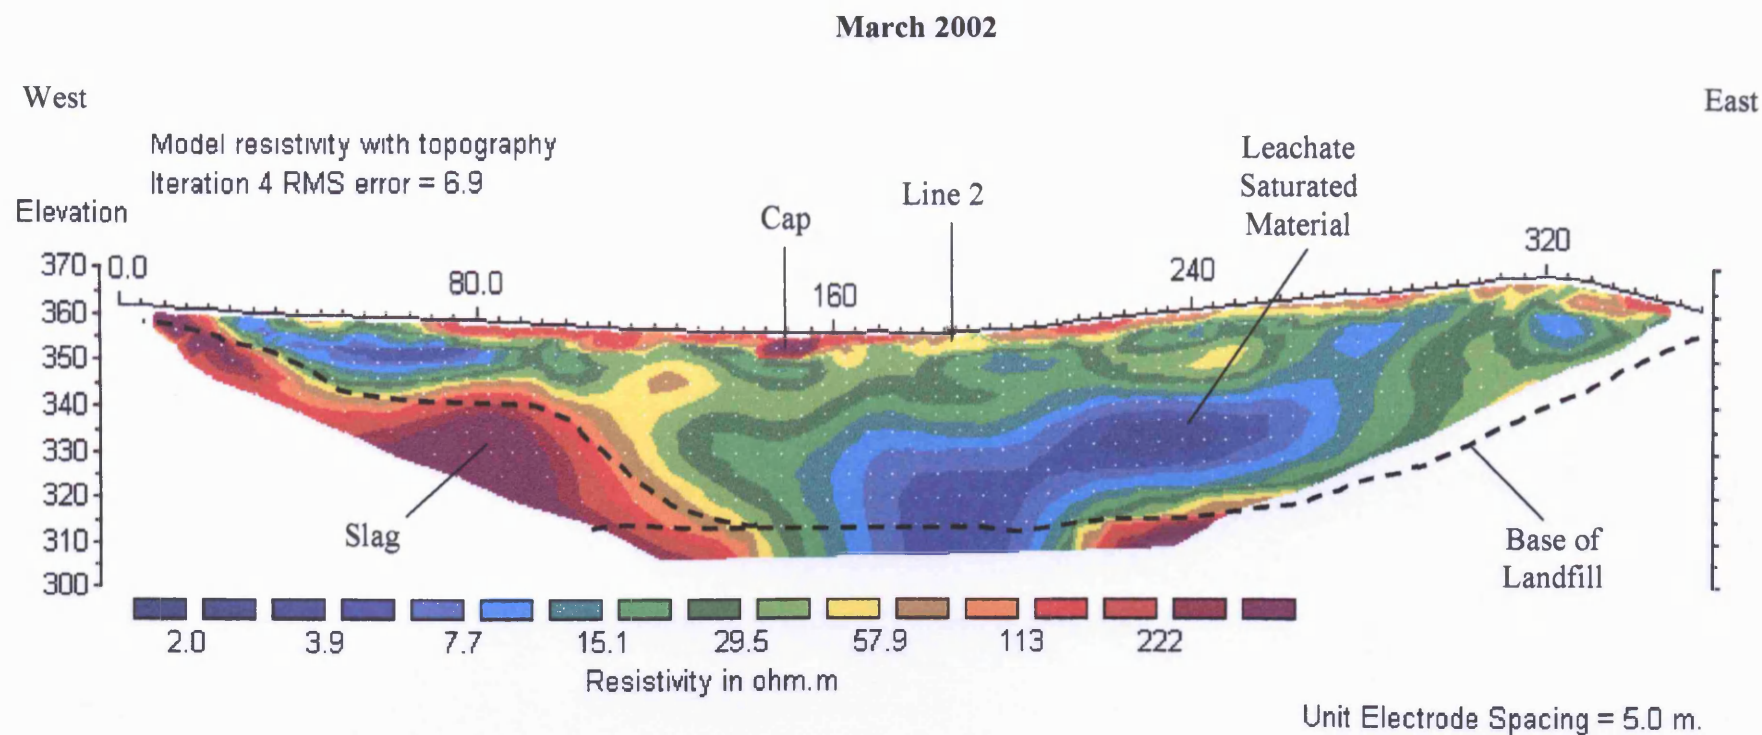 March 2002
West
East
Model resistivity with topography
Iteration 4 RMS error = 6.9
Elevation
Leachate
Saturated
Material
Line 2
Cap
0.0
80.0
160
240
320
370
360
350
340
330
320
310
300
Slag
Base of
Landfill
2.0 3.9 7.7 15.1 29.5 57.9 113 222
Resistivity in ohm.m
Unit Electrode Spacing = 5.0 m.